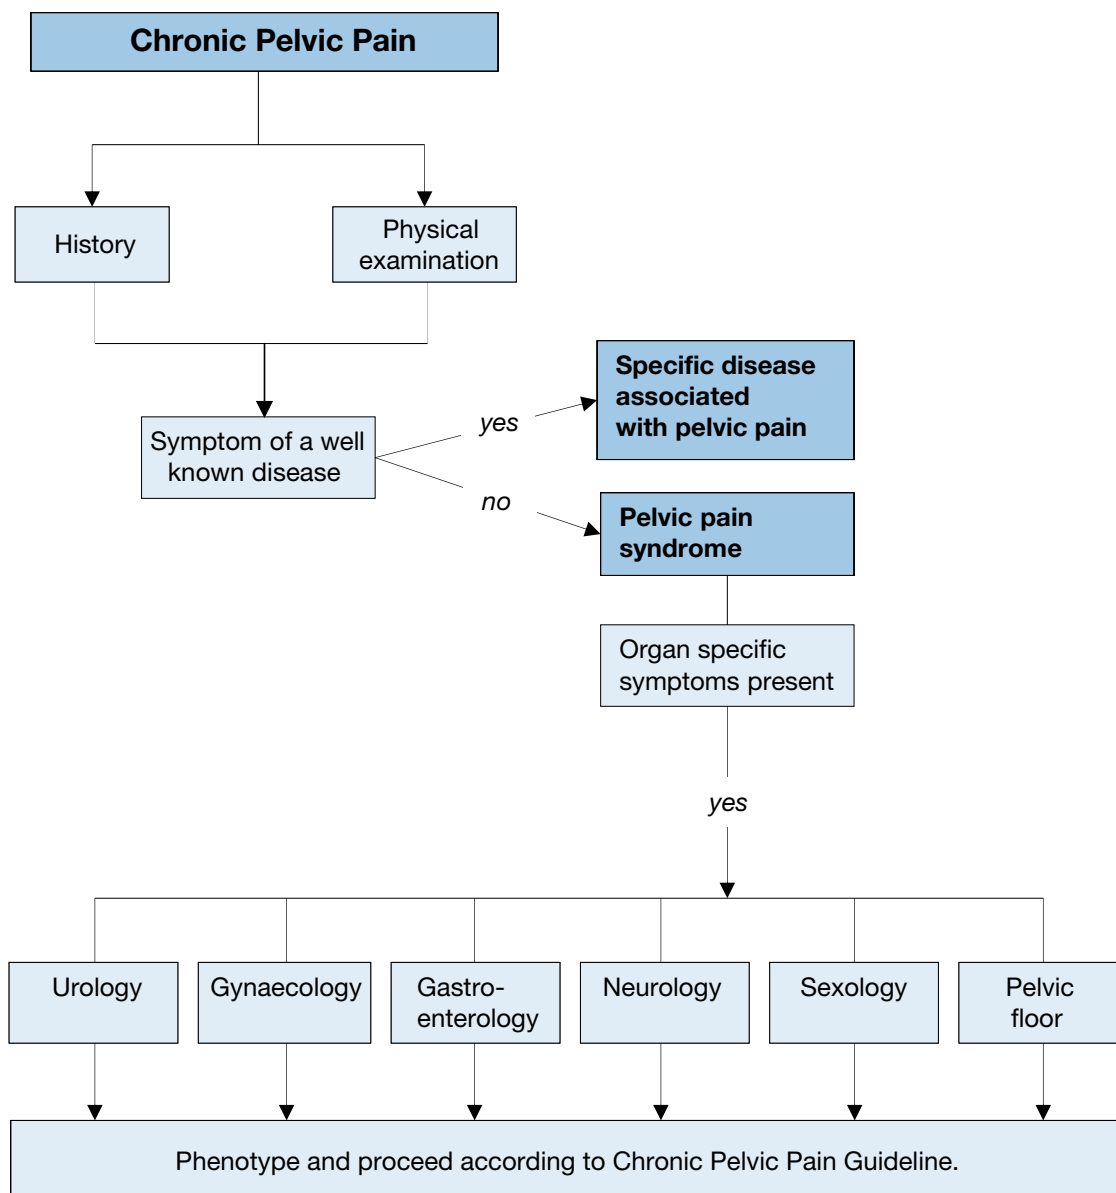 Chronic Pelvic Pain
History
Physical
examination
Symptom of a well
known disease
yes
Specific disease
associated
with pelvic pain
no
Pelvic pain
syndrome
Organ specific
symptoms present
yes
Urology
Gynaecology
Gastro-
enterology
Neurology
Sexology
Pelvic
floor
Phenotype and proceed according to Chronic Pelvic Pain Guideline.